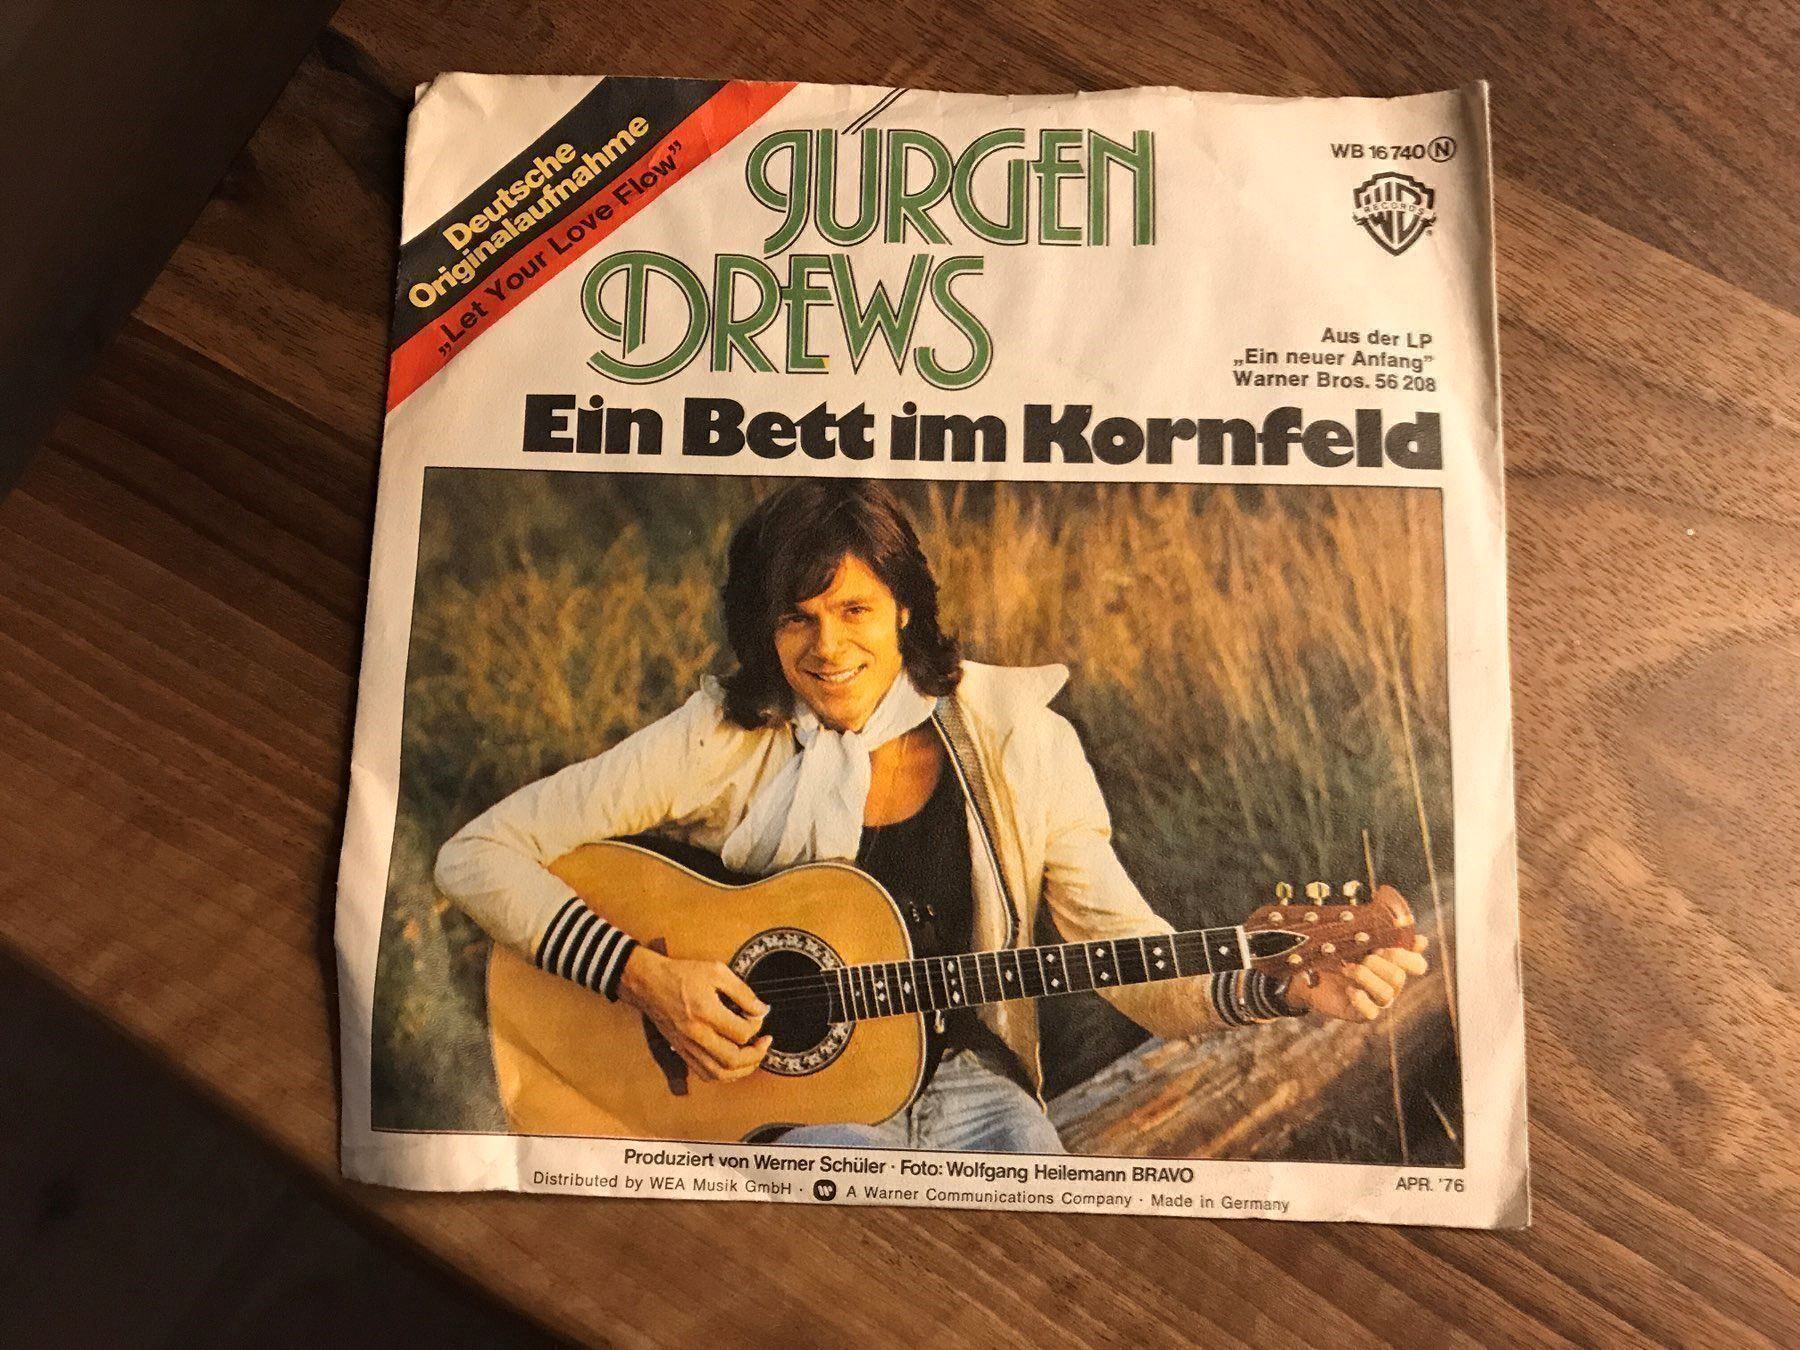 Deutsche
Originalaufnahme
„Let Your Love Flow”
JÜRGEN
DREWS
WB 16 740 Ⓝ
WB
RECORDS
Aus der LP
„Ein neuer Anfang”
Warner Bros. 56 208
Ein Bett im Kornfeld
Produziert von Werner Schüler · Foto: Wolfgang Heilemann BRAVO
Distributed by WEA Musik GmbH · W A Warner Communications Company · Made in Germany
APR. '76